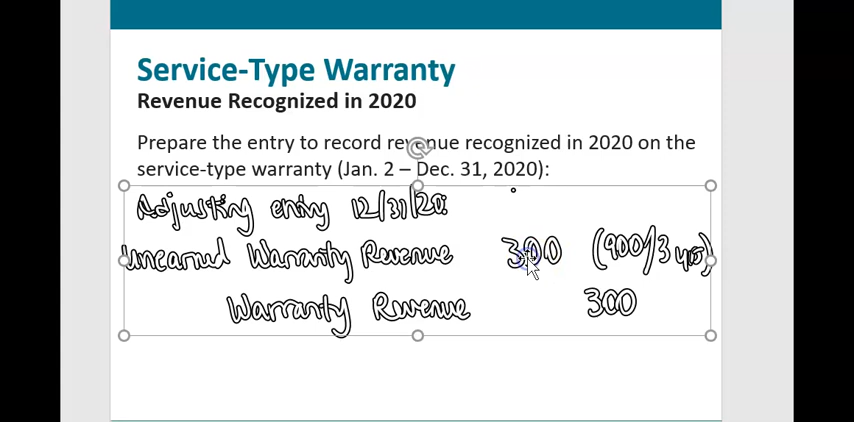 Service-Type Warranty
Revenue Recognized in 2020
Prepare the entry to record revenue recognized in 2020 on the
service-type warranty (Jan. 2 – Dec. 31, 2020):
Adjusting entry 12/31/20:
Unearned Warranty Revenue 300 (900/3 yrs)
Warranty Revenue 300